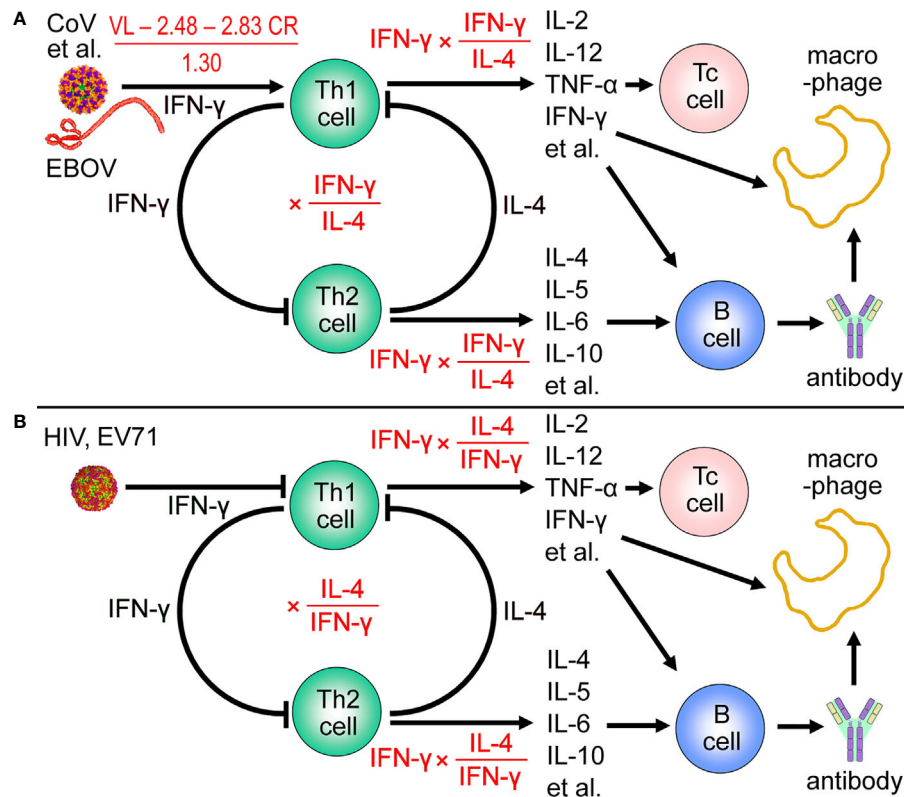 A
CoV
et al.
VL – 2.48 – 2.83 CR
1.30
IFN-γ
EBOV
Th1
cell
IFN-γ × IFN-γ
IL-4
IL-2
IL-12
TNF-α
IFN-γ
et al.
Tc
cell
macro
-phage
IFN-γ
× IFN-γ
IL-4
IL-4
Th2
cell
IFN-γ × IFN-γ
IL-4
IL-4
IL-5
IL-6
IL-10
et al.
B
cell
antibody
B
HIV, EV71
IFN-γ
Th1
cell
IFN-γ × IL-4
IFN-γ
IL-2
IL-12
TNF-α
IFN-γ
et al.
Tc
cell
macro
-phage
IFN-γ
× IL-4
IFN-γ
IL-4
Th2
cell
IFN-γ × IL-4
IFN-γ
IL-4
IL-5
IL-6
IL-10
et al.
B
cell
antibody